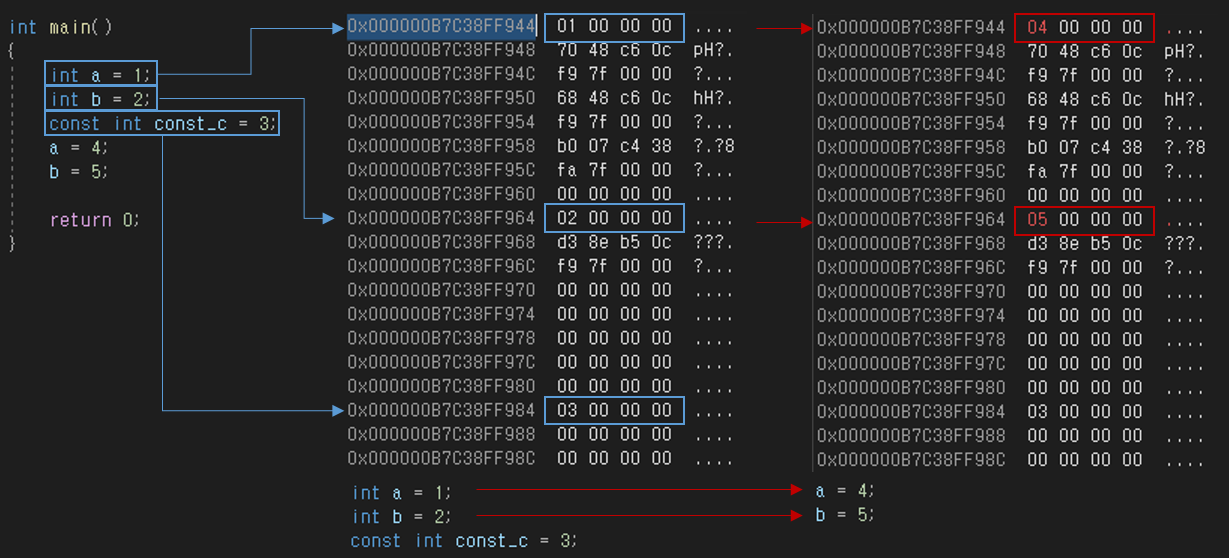 int main()
{
int a = 1;
int b = 2;
const int const_c = 3;
a = 4;
b = 5;
return 0;
}
0x000000B7C38FF944 01 00 00 00 ....
0x000000B7C38FF948 70 48 c6 0c pH?.
0x000000B7C38FF94C f9 7f 00 00 ?...
0x000000B7C38FF950 68 48 c6 0c hH?.
0x000000B7C38FF954 f9 7f 00 00 ?...
0x000000B7C38FF958 b0 07 c4 38 ?.?8
0x000000B7C38FF95C fa 7f 00 00 ?...
0x000000B7C38FF960 00 00 00 00 ....
0x000000B7C38FF964 02 00 00 00 ....
0x000000B7C38FF968 d3 8e b5 0c ???.
0x000000B7C38FF96C f9 7f 00 00 ?...
0x000000B7C38FF970 00 00 00 00 ....
0x000000B7C38FF974 00 00 00 00 ....
0x000000B7C38FF978 00 00 00 00 ....
0x000000B7C38FF97C 00 00 00 00 ....
0x000000B7C38FF980 00 00 00 00 ....
0x000000B7C38FF984 03 00 00 00 ....
0x000000B7C38FF988 00 00 00 00 ....
0x000000B7C38FF98C 00 00 00 00 ....
int a = 1;
int b = 2;
const int const_c = 3;
0x000000B7C38FF944 04 00 00 00 ....
0x000000B7C38FF948 70 48 c6 0c pH?.
0x000000B7C38FF94C f9 7f 00 00 ?...
0x000000B7C38FF950 68 48 c6 0c hH?.
0x000000B7C38FF954 f9 7f 00 00 ?...
0x000000B7C38FF958 b0 07 c4 38 ?.?8
0x000000B7C38FF95C fa 7f 00 00 ?...
0x000000B7C38FF960 00 00 00 00 ....
0x000000B7C38FF964 05 00 00 00 ....
0x000000B7C38FF968 d3 8e b5 0c ???.
0x000000B7C38FF96C f9 7f 00 00 ?...
0x000000B7C38FF970 00 00 00 00 ....
0x000000B7C38FF974 00 00 00 00 ....
0x000000B7C38FF978 00 00 00 00 ....
0x000000B7C38FF97C 00 00 00 00 ....
0x000000B7C38FF980 00 00 00 00 ....
0x000000B7C38FF984 03 00 00 00 ....
0x000000B7C38FF988 00 00 00 00 ....
0x000000B7C38FF98C 00 00 00 00 ....
a = 4;
b = 5;